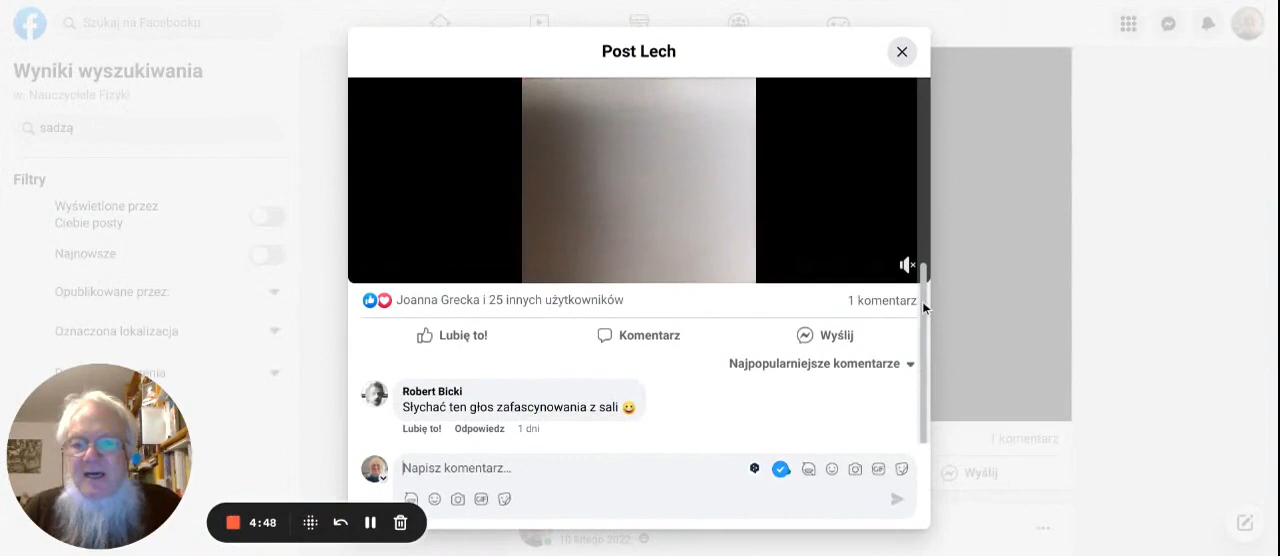 Szukaj na Facebooku
Post Lech
Wyniki wyszukiwania
w: Nauczyciele Fizyki
sadzą
Filtry
Wyświetlone przez
Ciebie posty
Najnowsze
Opublikowane przez:
Oznaczona lokalizacja
Joanna Grecka i 25 innych użytkowników
1 komentarz
Lubię to!
Komentarz
Wyślij
Najpopularniejsze komentarze
Robert Bicki
Słychać ten głos zafascynowania z sali 😀
Lubię to! Odpowiedz 1 dni
Napisz komentarz...
GIF
GIF
1 komentarz
Wyślij
4:48
10 lutego 2022